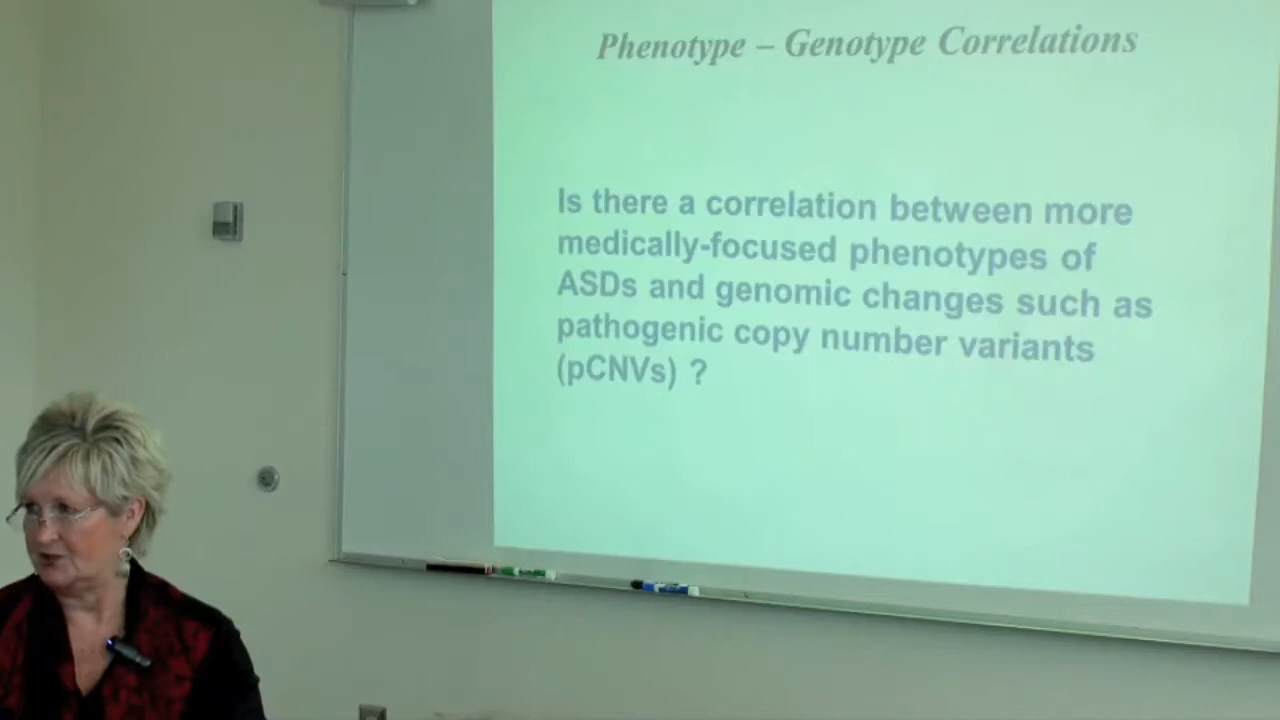 Phenotype – Genotype Correlations
Is there a correlation between more
medically-focused phenotypes of
ASDs and genomic changes such as
pathogenic copy number variants
(pCNVs) ?